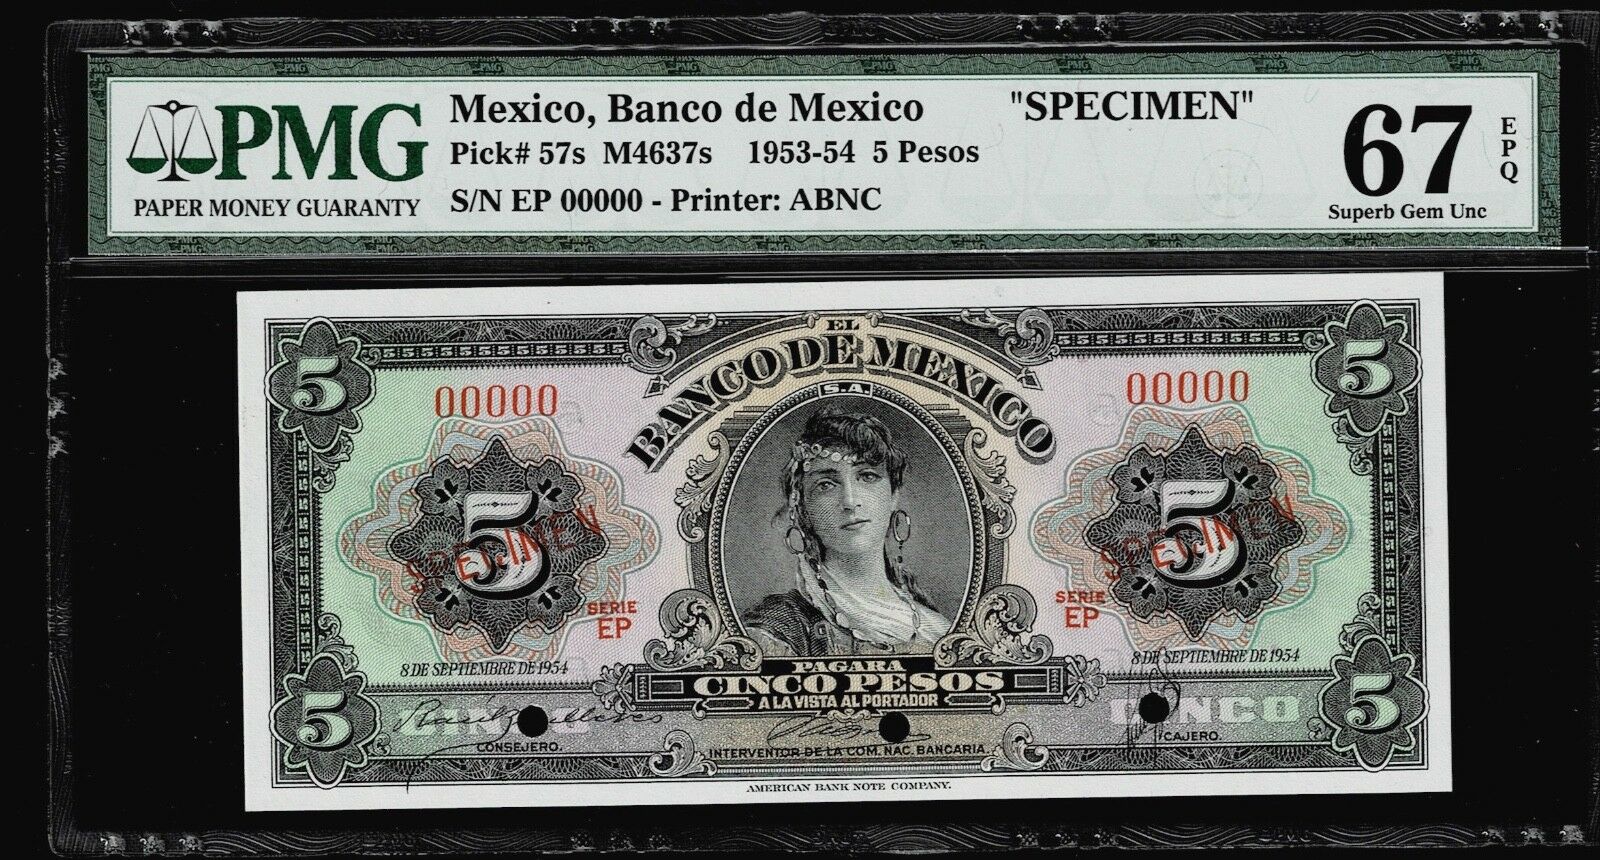 PMG
PAPER MONEY GUARANTY
Mexico, Banco de Mexico "SPECIMEN"
Pick# 57s M4637s 1953-54 5 Pesos
S/N EP 00000 - Printer: ABNC
67
EPQ
Superb Gem Unc
EL
BANCO DE MEXICO
S.A.
5
5
00000
00000
5
5
SPECIMEN
SPECIMEN
SERIE
EP
SERIE
EP
8 DE SEPTIEMBRE DE 1954
8 DE SEPTIEMBRE DE 1954
PAGARA
CINCO PESOS
A LA VISTA AL PORTADOR
5
5
CINCO
CONSEJERO.
INTERVENTOR DE LA COM. NAC. BANCARIA.
CAJERO.
AMERICAN BANK NOTE COMPANY.